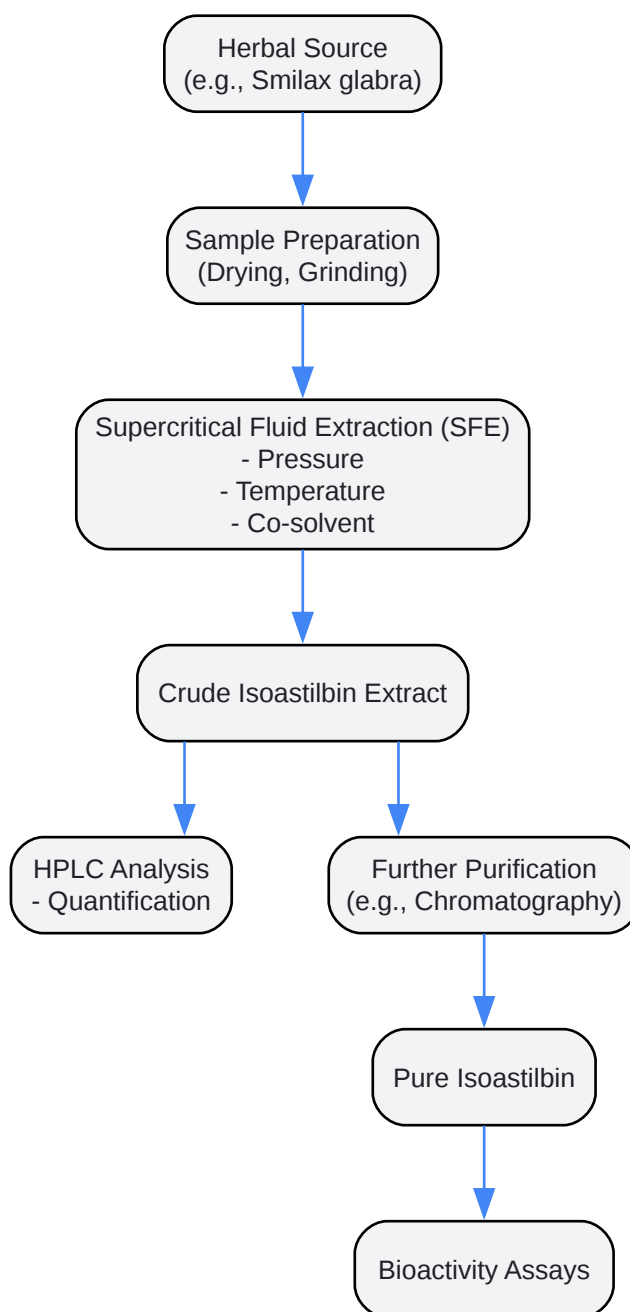 Herbal Source
(e.g., Smilax glabra)
Sample Preparation
(Drying, Grinding)
Supercritical Fluid Extraction (SFE)
- Pressure
- Temperature
- Co-solvent
Crude Isoastilbin Extract
HPLC Analysis
- Quantification
Further Purification
(e.g., Chromatography)
Pure Isoastilbin
Bioactivity Assays